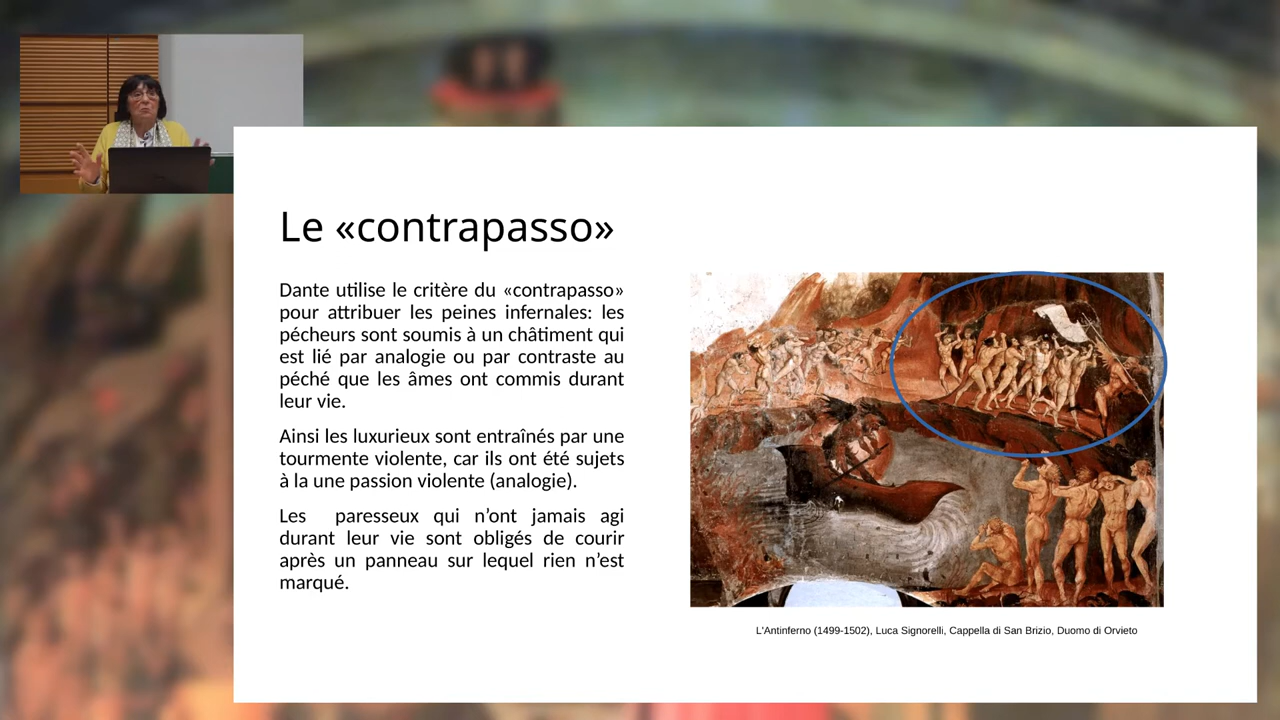 Le «contrapasso»
Dante utilise le critère du «contrapasso»
pour attribuer les peines infernales: les
pécheurs sont soumis à un châtiment qui
est lié par analogie ou par contraste au
péché que les âmes ont commis durant
leur vie.
Ainsi les luxurieux sont entraînés par une
tourmente violente, car ils ont été sujets
à la une passion violente (analogie).
Les paresseux qui n’ont jamais agi
durant leur vie sont obligés de courir
après un panneau sur lequel rien n’est
marqué.
L'Antinferno (1499-1502), Luca Signorelli, Cappella di San Brizio, Duomo di Orvieto